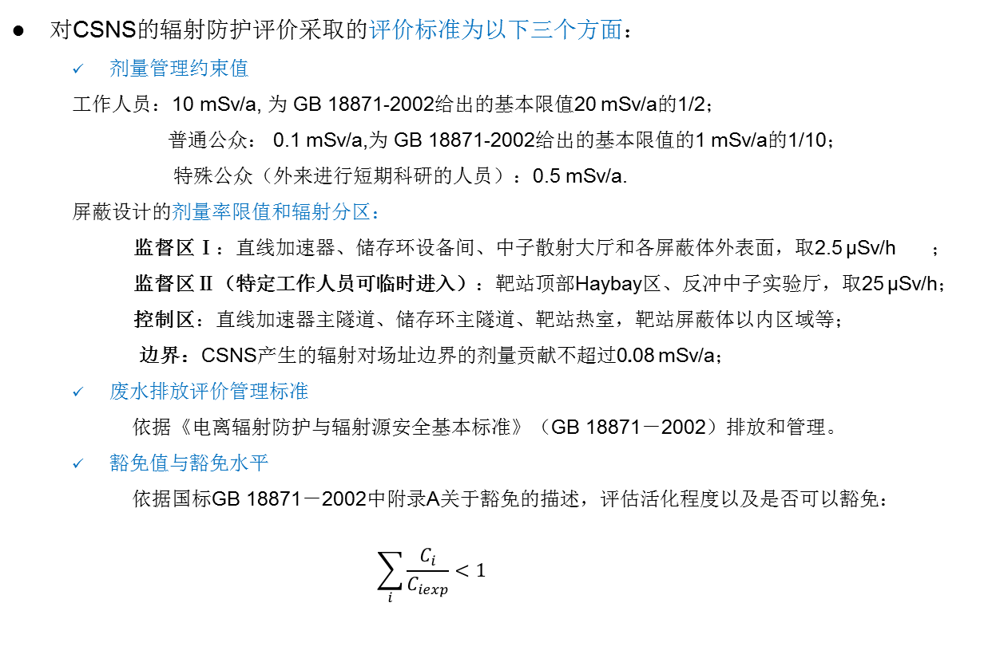 ● 对CSNS的辐射防护评价采取的评价标准为以下三个方面：
✓ 剂量管理约束值
工作人员：10 mSv/a, 为 GB 18871-2002给出的基本限值20 mSv/a的1/2；
普通公众： 0.1 mSv/a,为 GB 18871-2002给出的基本限值的1 mSv/a的1/10；
特殊公众（外来进行短期科研的人员）：0.5 mSv/a.
屏蔽设计的剂量率限值和辐射分区：
监督区Ⅰ：直线加速器、储存环设备间、中子散射大厅和各屏蔽体外表面，取2.5 μSv/h ；
监督区Ⅱ（特定工作人员可临时进入）：靶站顶部Haybay区、反冲中子实验厅，取25 μSv/h；
控制区：直线加速器主隧道、储存环主隧道、靶站热室，靶站屏蔽体以内区域等；
边界：CSNS产生的辐射对场址边界的剂量贡献不超过0.08 mSv/a；
✓ 废水排放评价管理标准
依据《电离辐射防护与辐射源安全基本标准》（GB 18871－2002）排放和管理。
✓ 豁免值与豁免水平
依据国标GB 18871－2002中附录A关于豁免的描述，评估活化程度以及是否可以豁免：
∑_i C_i / C_iexp < 1